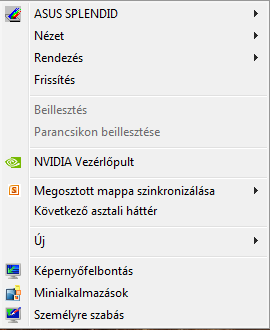 ASUS SPLENDID
Nézet
Rendezés
Frissítés
Beillesztés
Parancsikon beillesztése
NVIDIA Vezérlőpult
Megosztott mappa szinkronizálása
Következő asztali háttér
Új
Képernyőfelbontás
Minialkalmazások
Személyre szabás